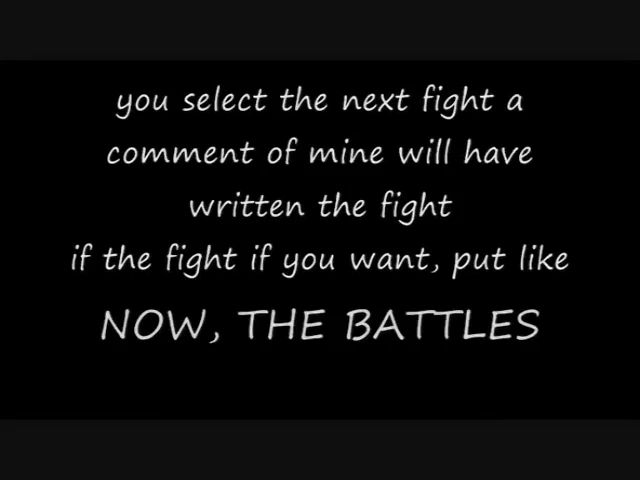 you select the next fight a
comment of mine will have
written the fight
if the fight if you want, put like
NOW, THE BATTLES